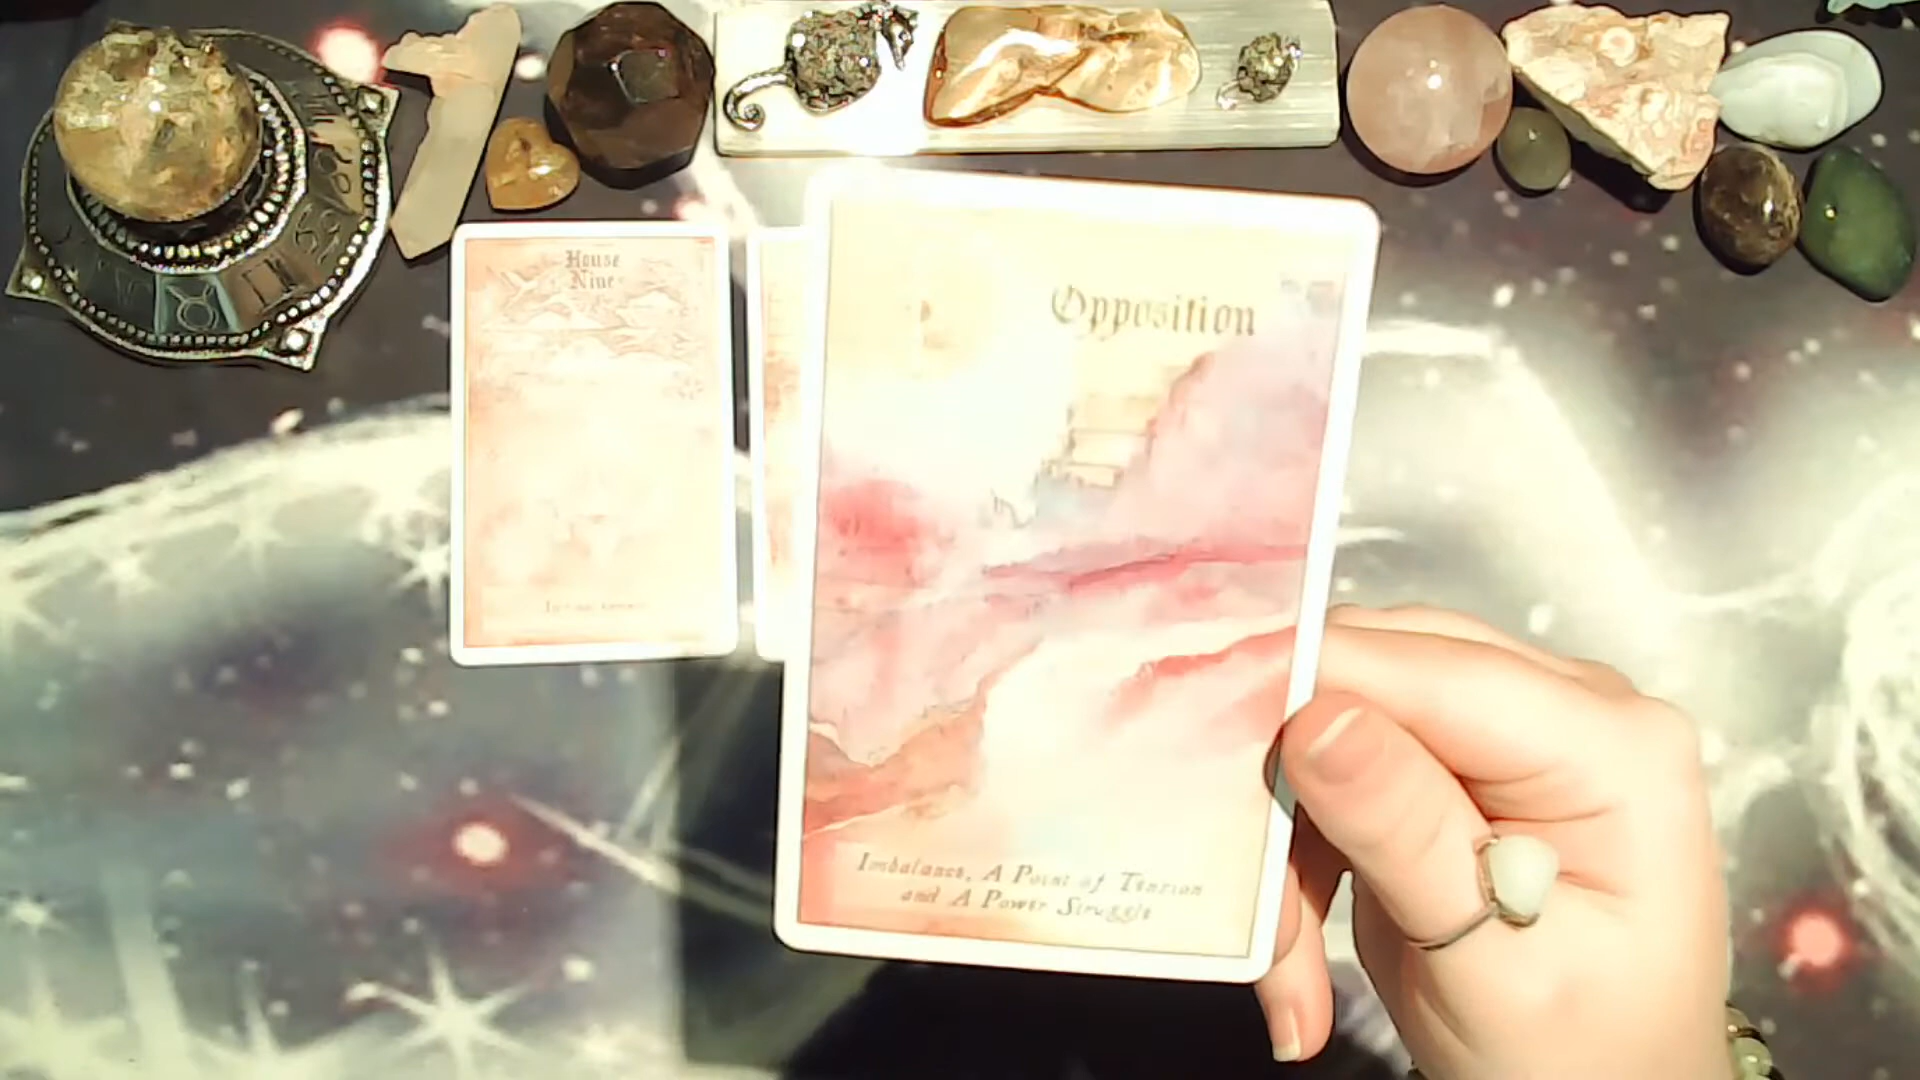 House
Nine
Opposition
Imbalance, A Point of Tension
and A Power Struggle